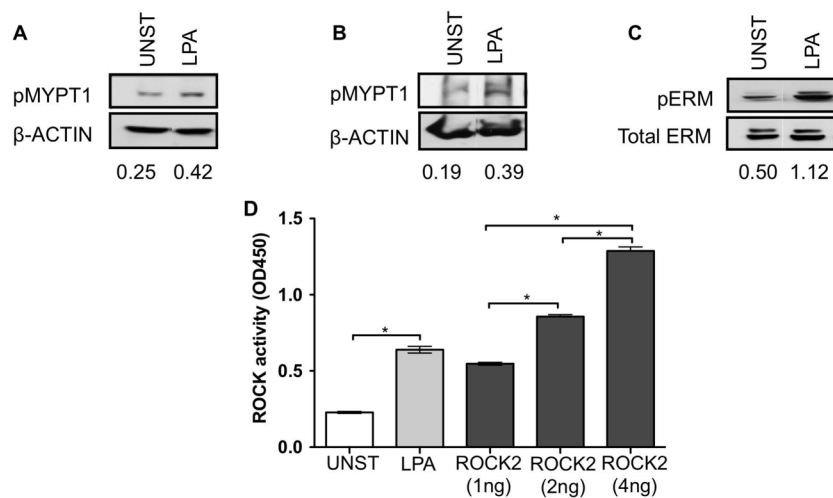 A
UNST
LPA
pMYPT1
β-ACTIN
0.25 0.42
B
UNST
LPA
pMYPT1
β-ACTIN
0.19 0.39
C
UNST
LPA
pERM
Total ERM
0.50 1.12
D
ROCK activity (OD450)
1.5
1.0
0.5
0.0
*
*
*
*
UNST LPA ROCK2 ROCK2 ROCK2
(1ng) (2ng) (4ng)